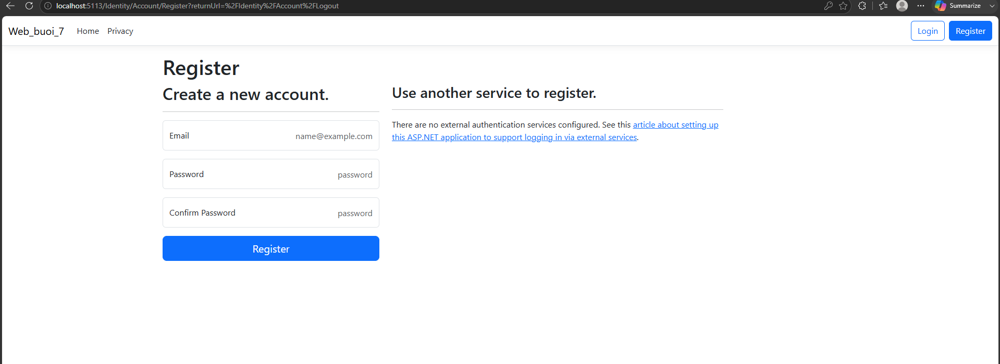 localhost:5113/Identity/Account/Register?returnUrl=%2FIdentity%2FAccount%2FLogout
Summarize
Web_buoi_7 Home Privacy
Login Register
Register
Create a new account.
Email name@example.com
Password password
Confirm Password password
Register
Use another service to register.
There are no external authentication services configured. See this article about setting up
this ASP.NET application to support logging in via external services.